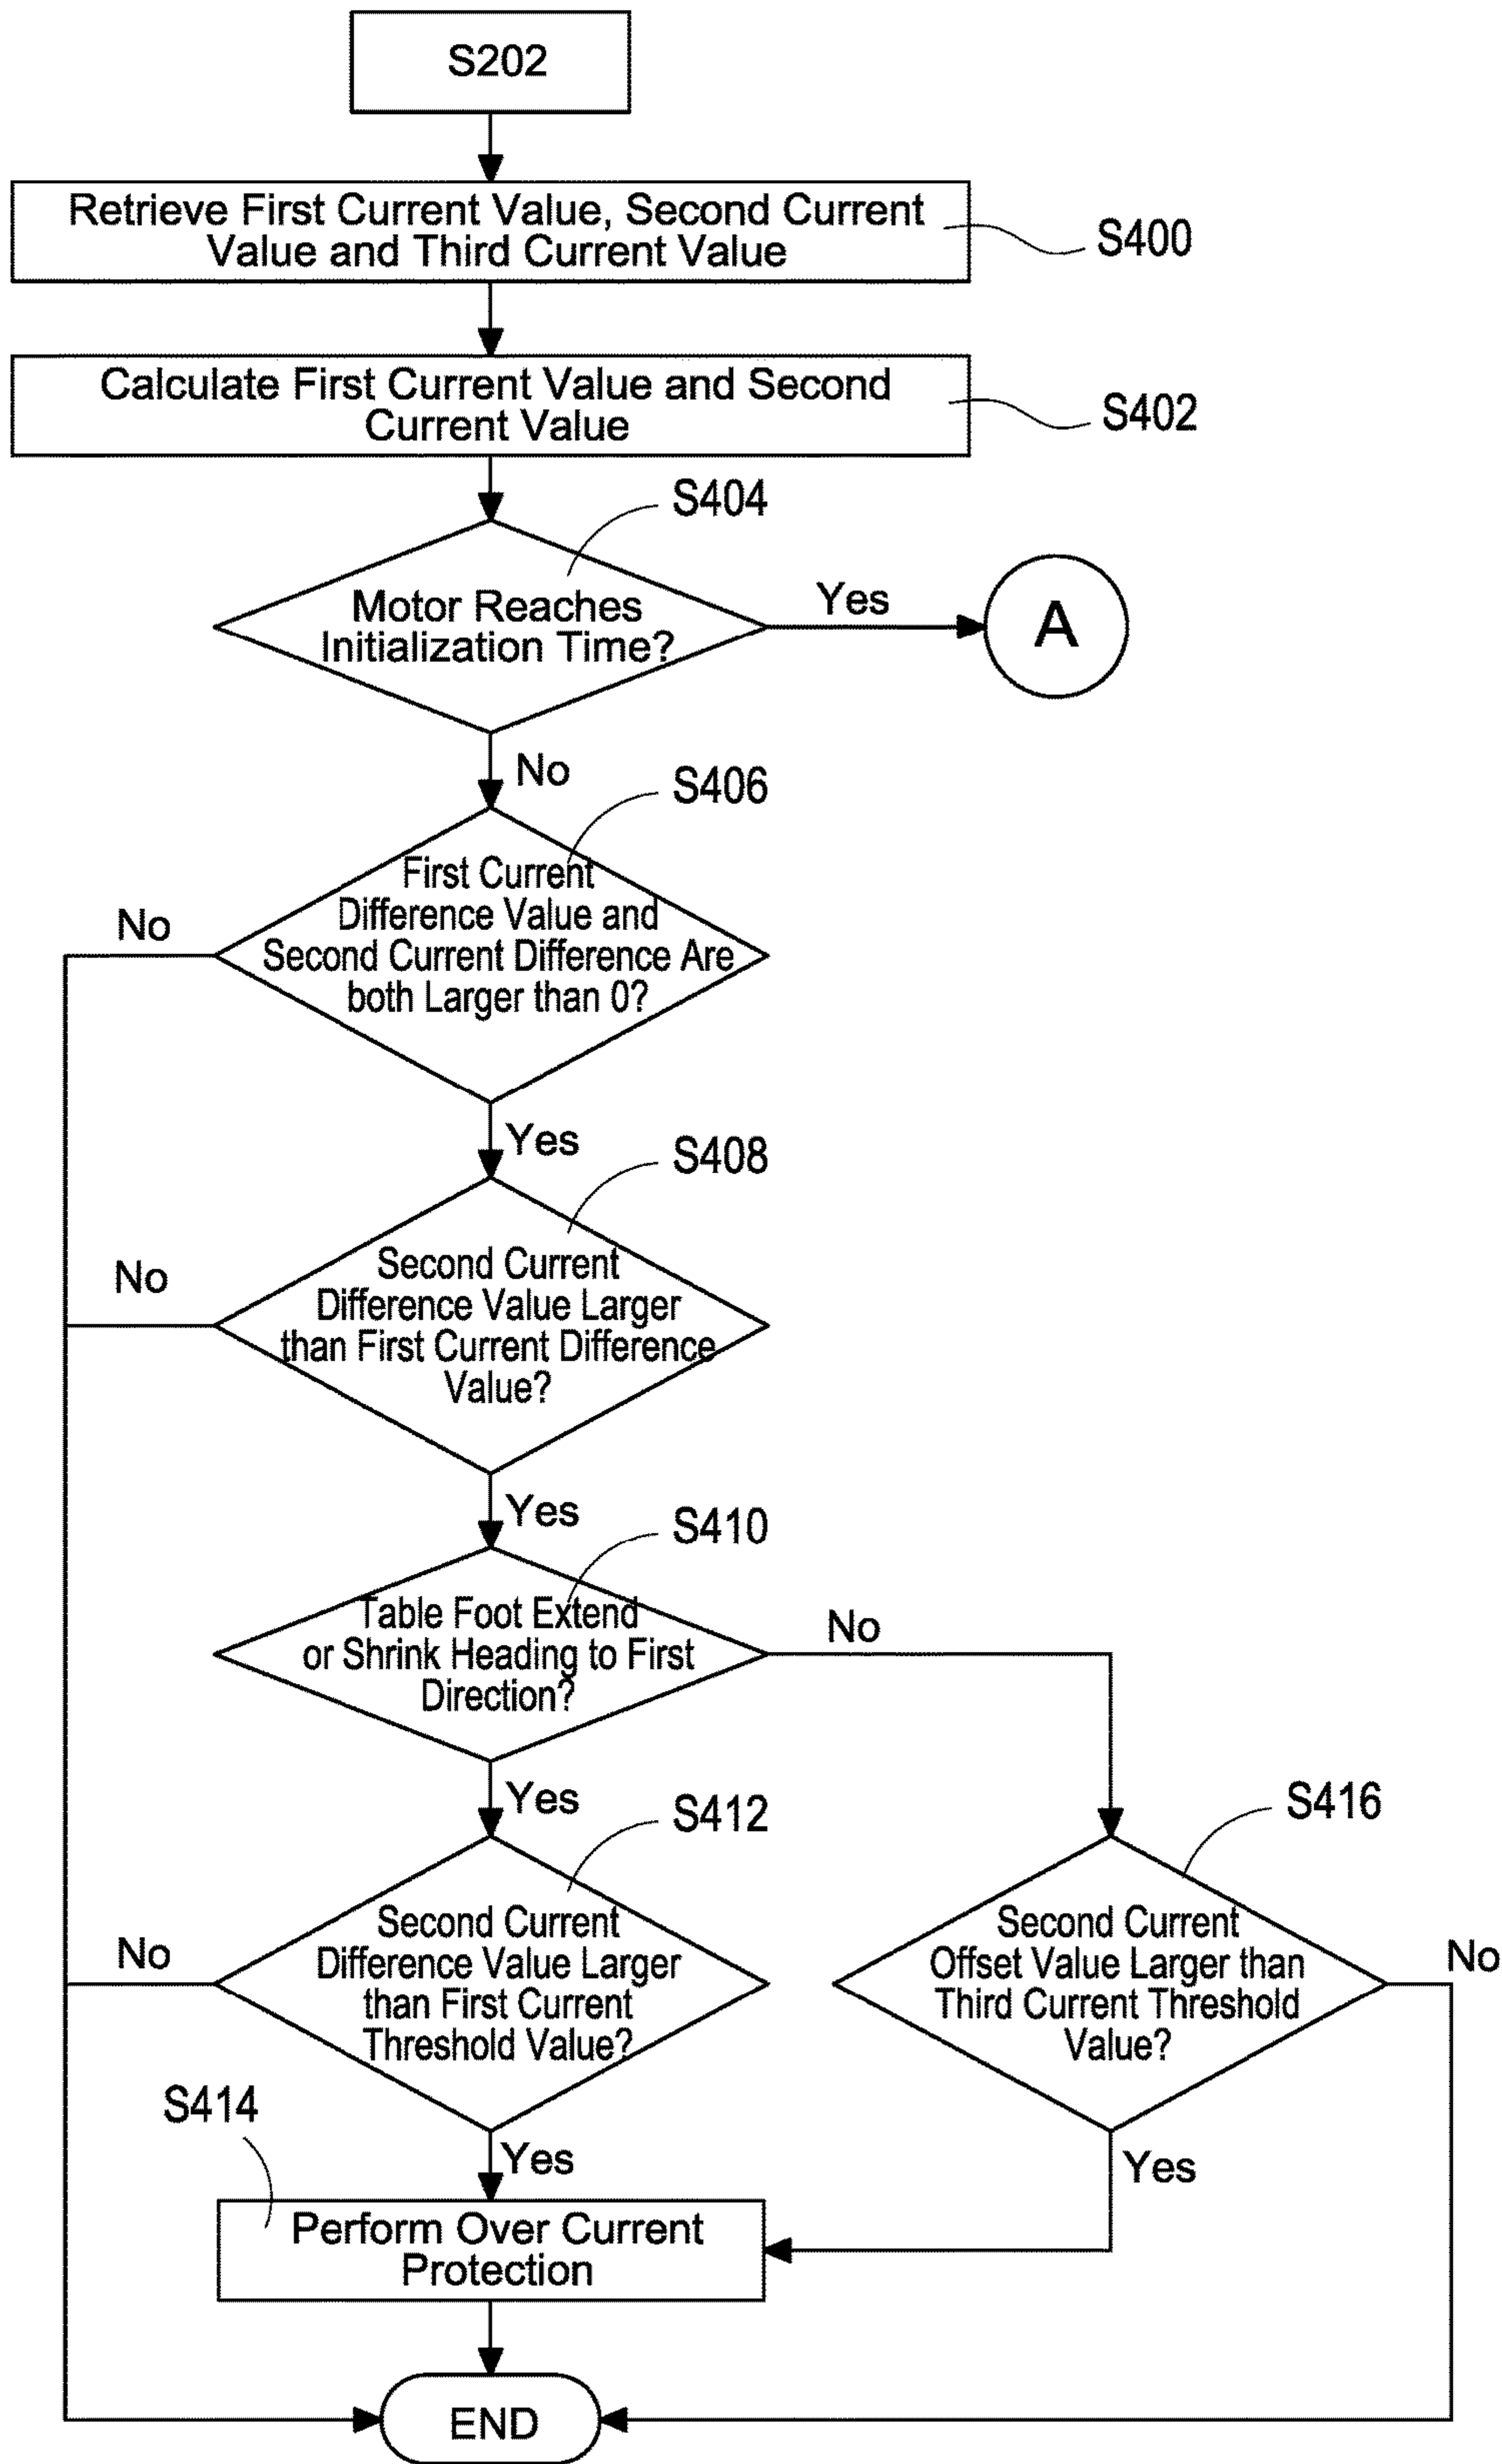 S202
Retrieve First Current Value, Second Current
Value and Third Current Value
S400
Calculate First Current Value and Second
Current Value
S402
S404
Motor Reaches
Initialization Time?
Yes
A
No
S406
First Current
Difference Value and
Second Current Difference Are
both Larger than 0?
No
Yes
S408
Second Current
Difference Value Larger
than First Current Difference
Value?
No
Yes
S410
Table Foot Extend
or Shrink Heading to First
Direction?
No
Yes
S412
Second Current
Difference Value Larger
than First Current
Threshold Value?
No
S416
Second Current
Offset Value Larger than
Third Current Threshold
Value?
No
S414
Yes
Yes
Perform Over Current
Protection
END